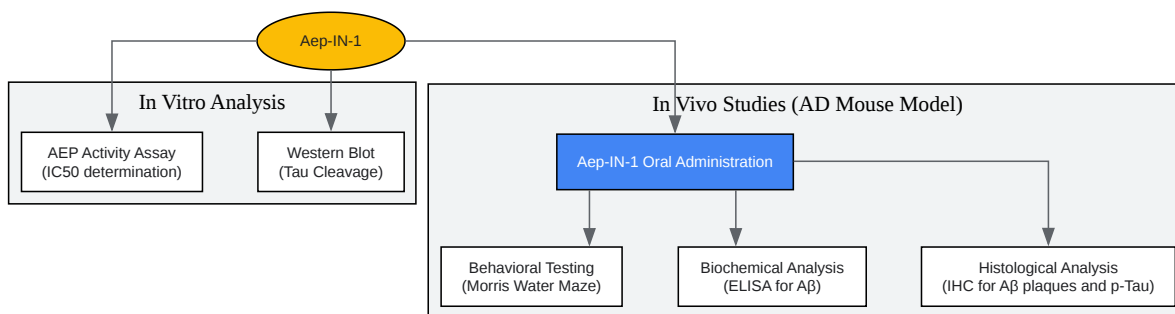 Aep-IN-1
In Vitro Analysis
AEP Activity Assay
(IC50 determination)
Western Blot
(Tau Cleavage)
In Vivo Studies (AD Mouse Model)
Aep-IN-1 Oral Administration
Behavioral Testing
(Morris Water Maze)
Biochemical Analysis
(ELISA for Aβ)
Histological Analysis
(IHC for Aβ plaques and p-Tau)